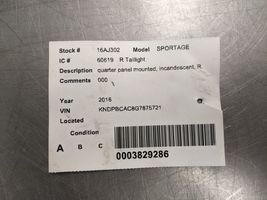 Stock # 16AJ302 Model SPORTAGE
IC # 60619 R Taillight
Description quarter panel mounted, incandescent, R.
Comments 000
Year 2016
VIN KNDPBCAC8G7875721
Located
Condition
A B C
0003829286